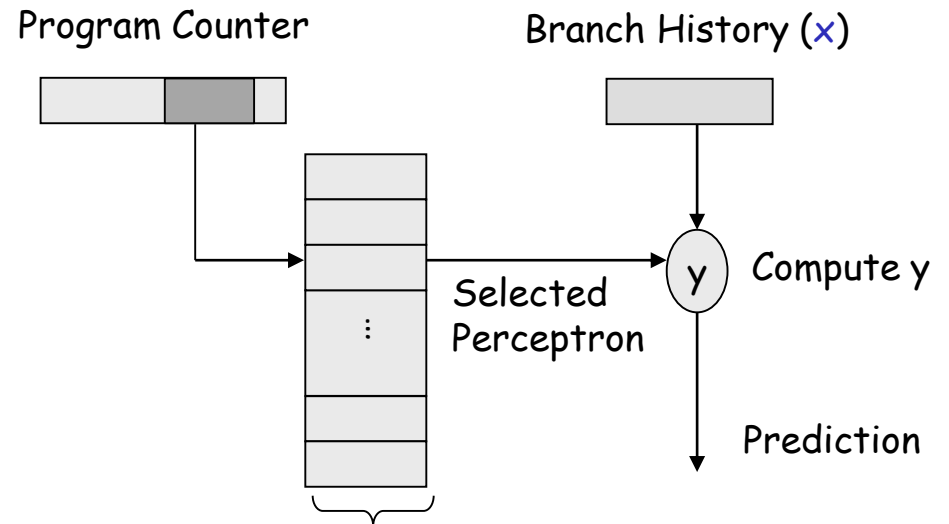 Program Counter
Branch History (x)
Selected
Perceptron
...
y
Compute y
Prediction